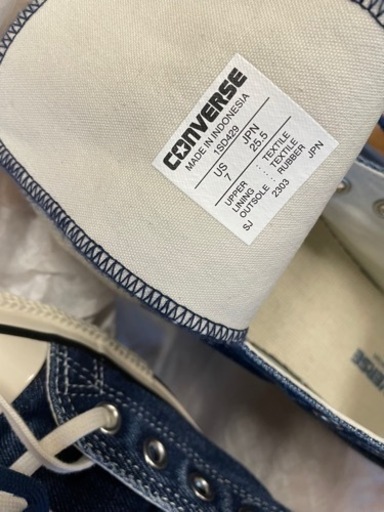 CONVERSE
MADE IN INDONESIA
1SD429
US JPN
7 25.5
UPPER : TEXTILE
LINING : TEXTILE
OUTSOLE : RUBBER
SJ 2303 JPN